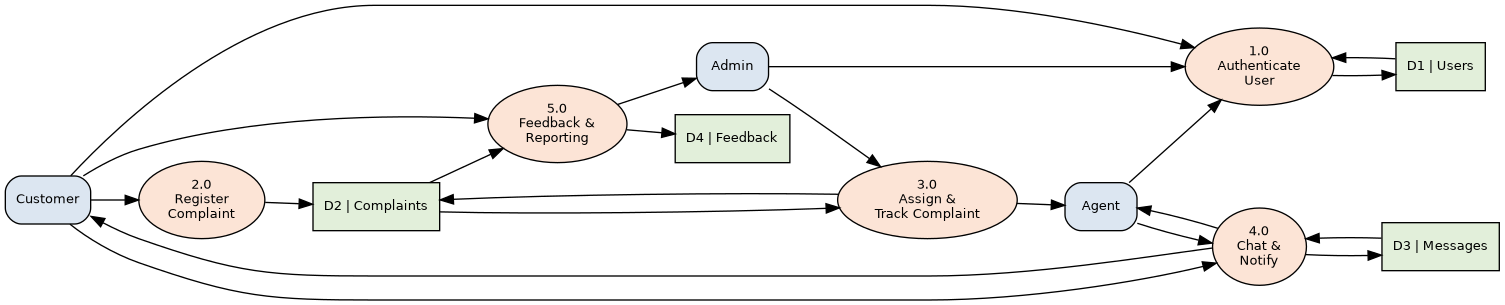 Customer
2.0
Register
Complaint
D2 | Complaints
5.0
Feedback &
Reporting
Admin
D4 | Feedback
3.0
Assign &
Track Complaint
Agent
1.0
Authenticate
User
D1 | Users
4.0
Chat &
Notify
D3 | Messages